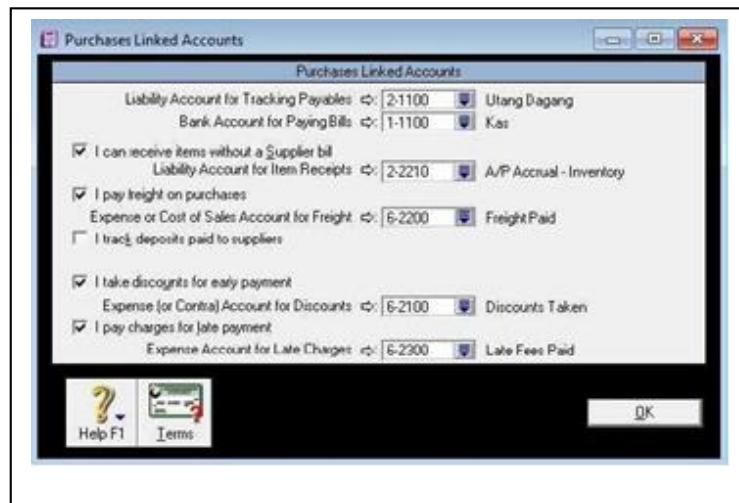 Purchases Linked Accounts
Purchases Linked Accounts
Liability Account for Tracking Payables 2-1100 Utang Dagang
Bank Account for Paying Bills 1-1100 Kas
I can receive items without a Supplier bill
Liability Account for Item Receipts 2-2210 A/P Accrual - Inventory
I pay freight on purchases
Expense or Cost of Sales Account for Freight 6-2200 Freight Paid
I track deposits paid to suppliers
I take discounts for early payment
Expense (or Contra) Account for Discounts 6-2100 Discounts Taken
I pay charges for late payment
Expense Account for Late Charges 6-2300 Late Fees Paid
Help F1 Terms OK